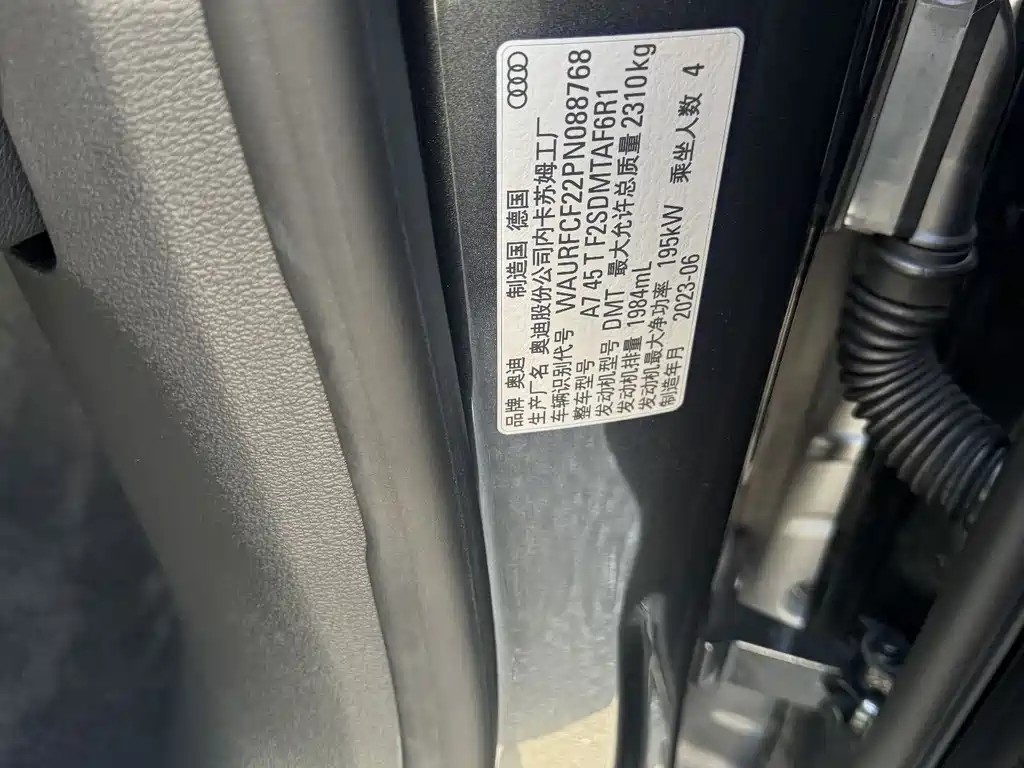 品牌 奥迪 制造国 德国
生产厂名 奥迪股份公司内卡苏姆工厂
车辆识别代号 WAURFCF22PN088768
整车型号 A7 45 T F2SDMTAF6R1
发动机型号 DMT 最大允许总质量 2310kg
发动机排量 1984mL
发动机最大净功率 195kW 乘坐人数 4
制造年月 2023-06